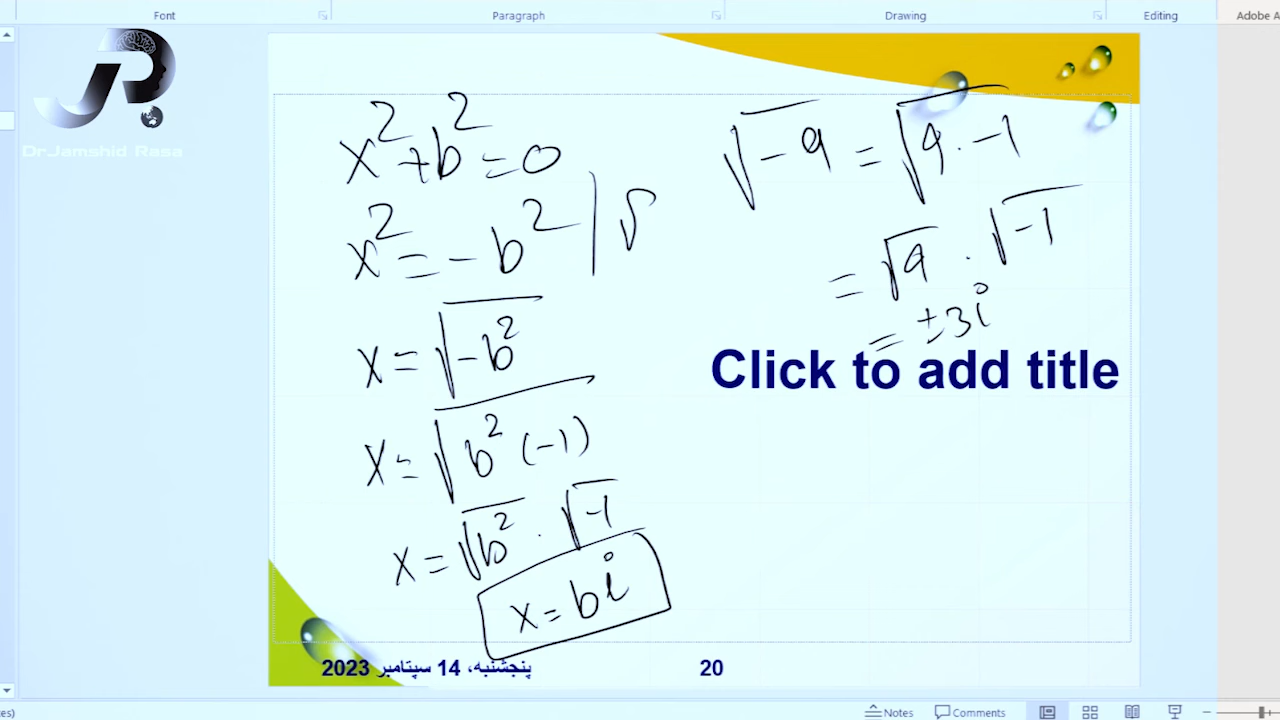 Font Paragraph Drawing Editing Adobe A
Dr.Jamshid Rasa
x²+b²=0
x²=-b² | √
x=√-b²
x=√b²(-1)
x=√b² · √-1
x=bi
√-9=√9·-1
=√9 · √-1
=±3i
Click to add title
پنجشنبه، 14 سپتامبر 2023
20
es) Notes Comments